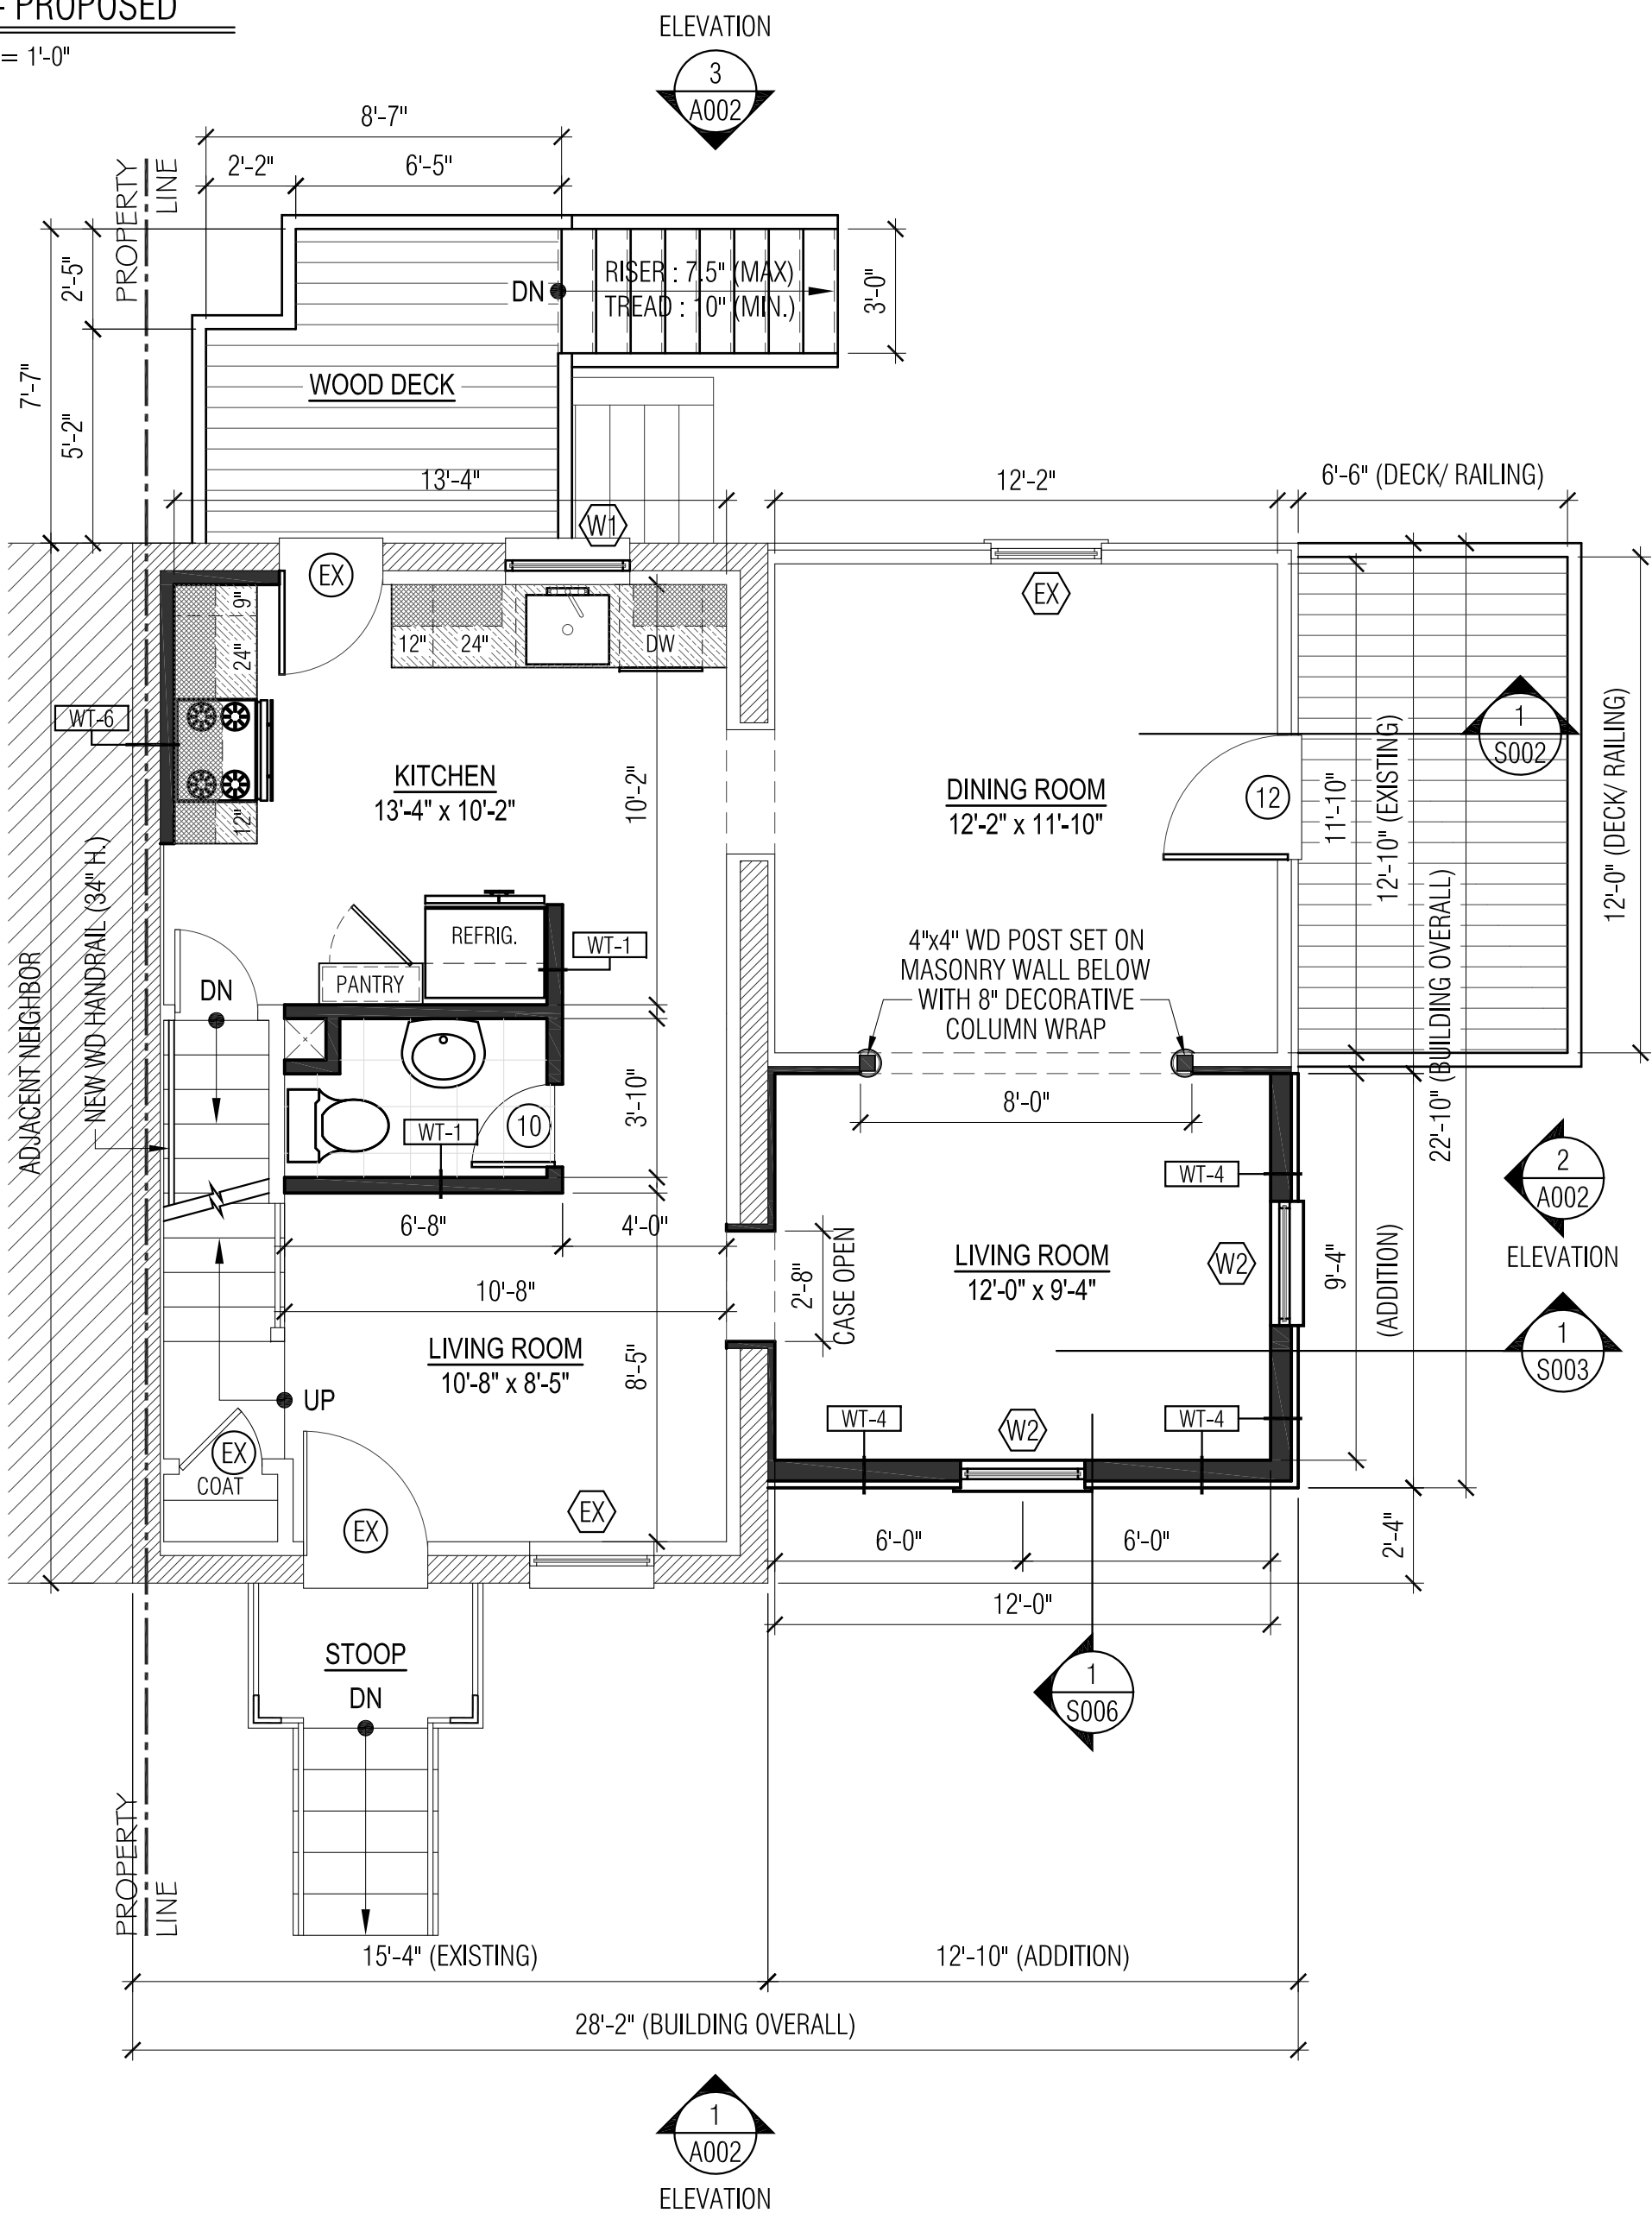 - PROPOSED
= 1'-0"
ELEVATION
3
A002
8'-7"
2'-2"
6'-5"
PROPERTY
LINE
2'-5"
7'-7"
5'-2"
3'-0"
RISER : 7.5" (MAX)
TREAD : 10" (MIN.)
DN
WOOD DECK
13'-4"
W1
12'-2"
6'-6" (DECK/ RAILING)
EX
EX
9"
24"
12"
24"
DW
WT-6
12"
KITCHEN
13'-4" x 10'-2"
10'-2"
DINING ROOM
12'-2" x 11'-10"
12
11'-10"
12'-10" (EXISTING)
22'-10" (BUILDING OVERALL)
1
S002
12'-0" (DECK/ RAILING)
ADJACENT NEIGHBOR
NEW WD HANDRAIL (34" H.)
REFRIG.
PANTRY
WT-1
DN
4"x4" WD POST SET ON
MASONRY WALL BELOW
WITH 8" DECORATIVE
COLUMN WRAP
8'-0"
3'-10"
WT-1
10
WT-4
2
A002
ELEVATION
6'-8"
4'-0"
10'-8"
2'-8"
CASE OPEN
LIVING ROOM
12'-0" x 9'-4"
W2
9'-4"
(ADDITION)
LIVING ROOM
10'-8" x 8'-5"
8'-5"
1
S003
UP
EX
COAT
WT-4
W2
WT-4
EX
EX
6'-0"
6'-0"
2'-4"
12'-0"
STOOP
DN
1
S006
PROPERTY
LINE
15'-4" (EXISTING)
12'-10" (ADDITION)
28'-2" (BUILDING OVERALL)
1
A002
ELEVATION